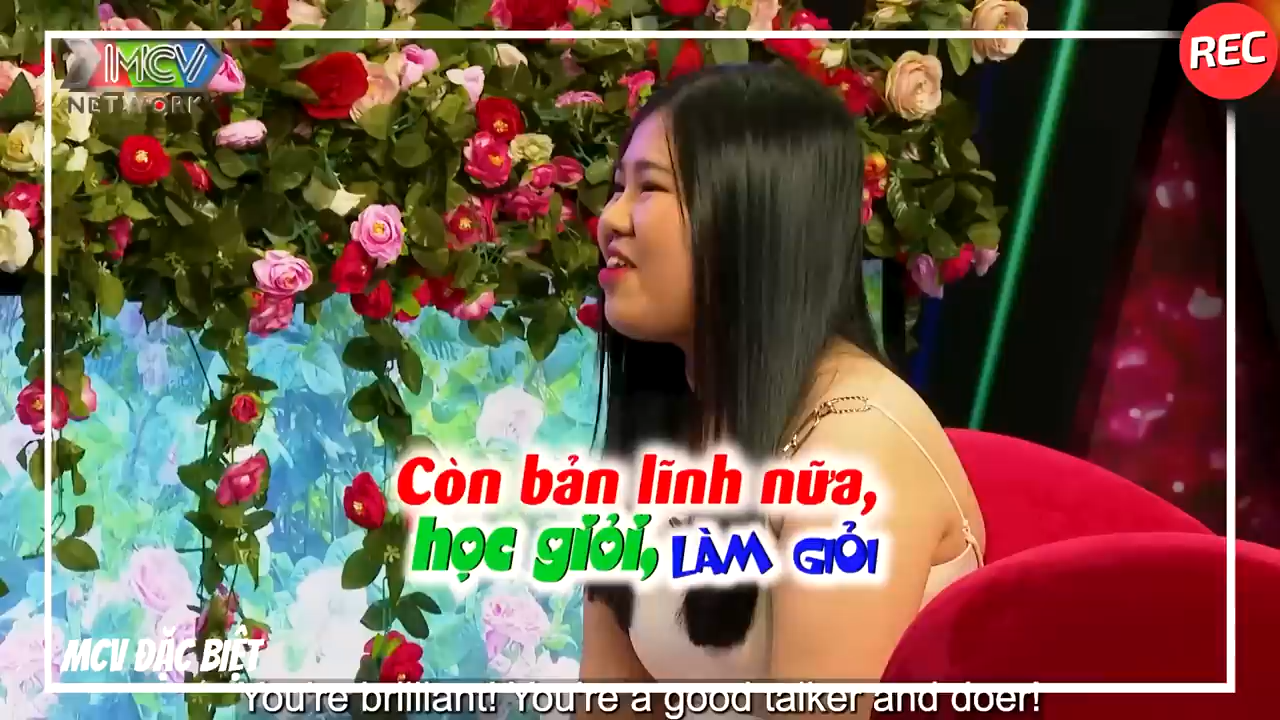 MCV
NETWORK
REC
Còn bản lĩnh nữa,
học giỏi, LÀM GIỎI
MCV ĐẶC BIỆT
You're brilliant! You're a good talker and doer!